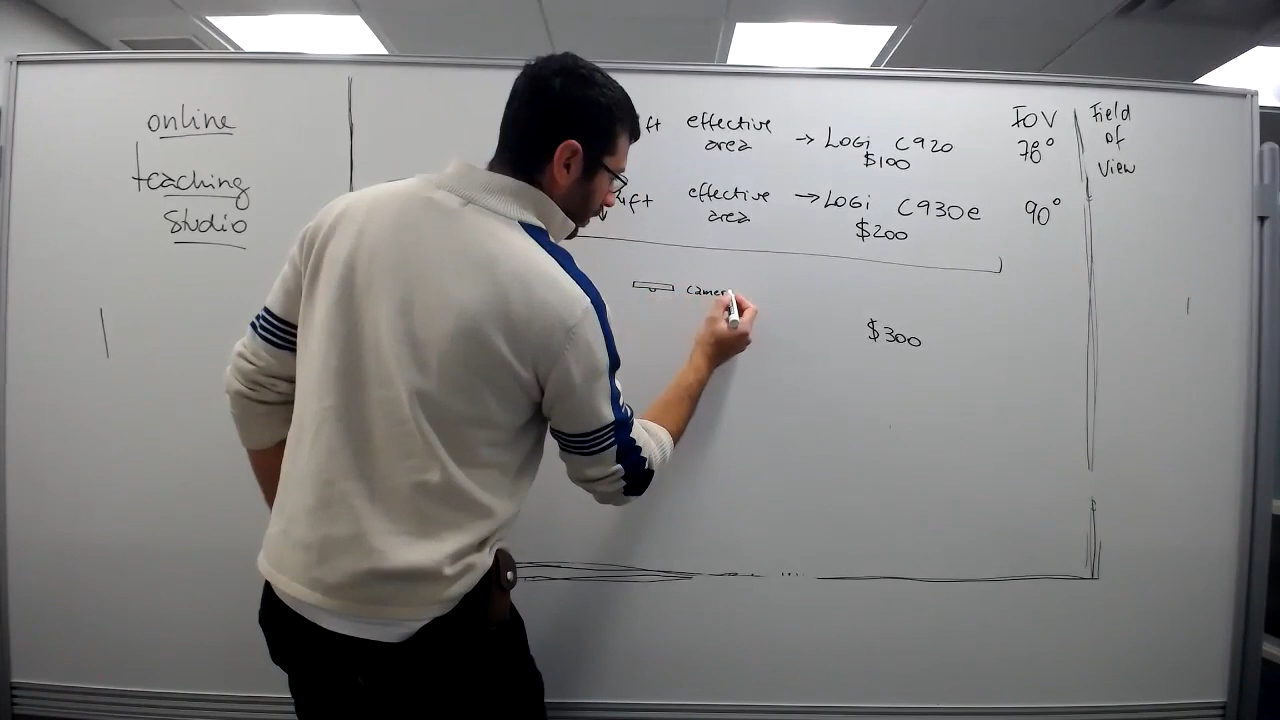 online
teaching
studio
ft effective area → Logi C920 $100 78°
ft effective area → Logi C930e $200 90°
FOV
Field
of
View
camer
$300